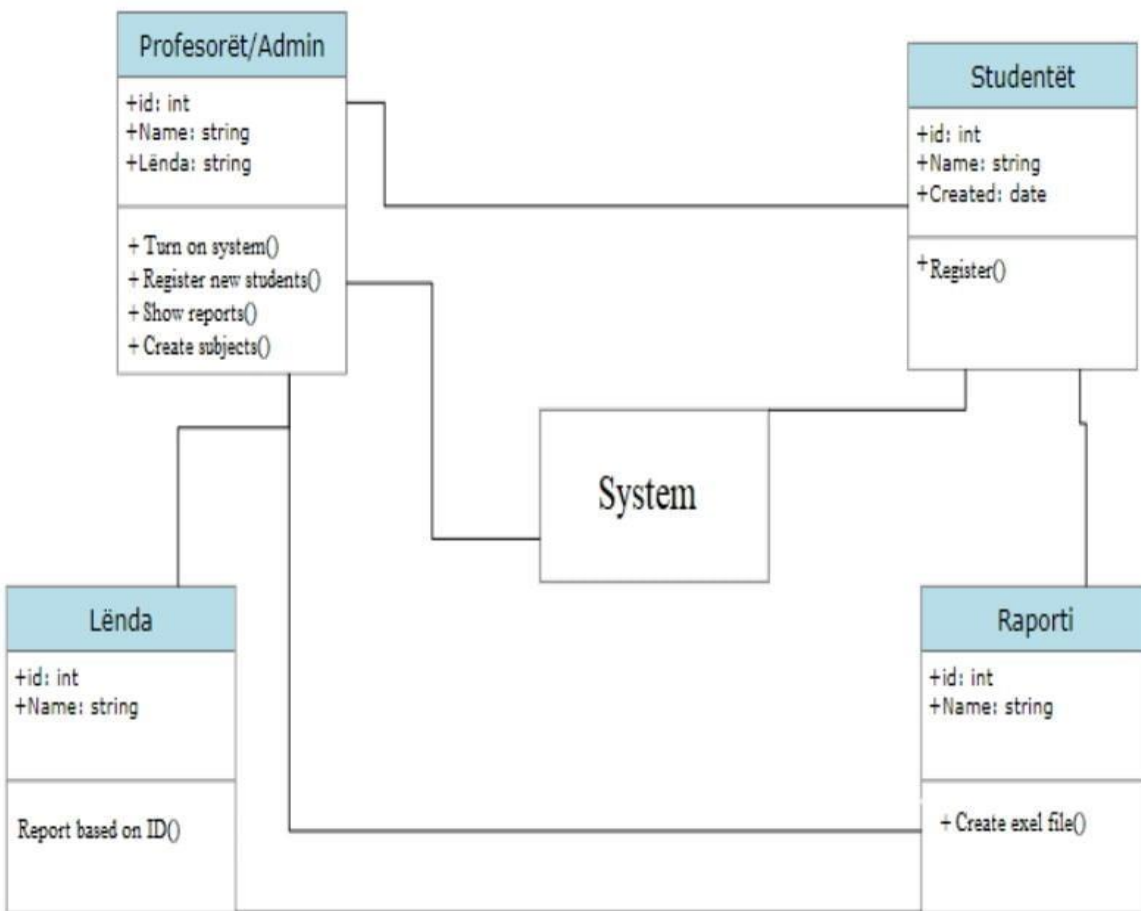 Profesorët/Admin
+id: int
+Name: string
+Lënda: string
+ Turn on system()
+ Register new students()
+ Show reports()
+ Create subjects()
Studentët
+id: int
+Name: string
+Created: date
+Register()
System
Lënda
+id: int
+Name: string
Report based on ID()
Raporti
+id: int
+Name: string
+ Create exel file()